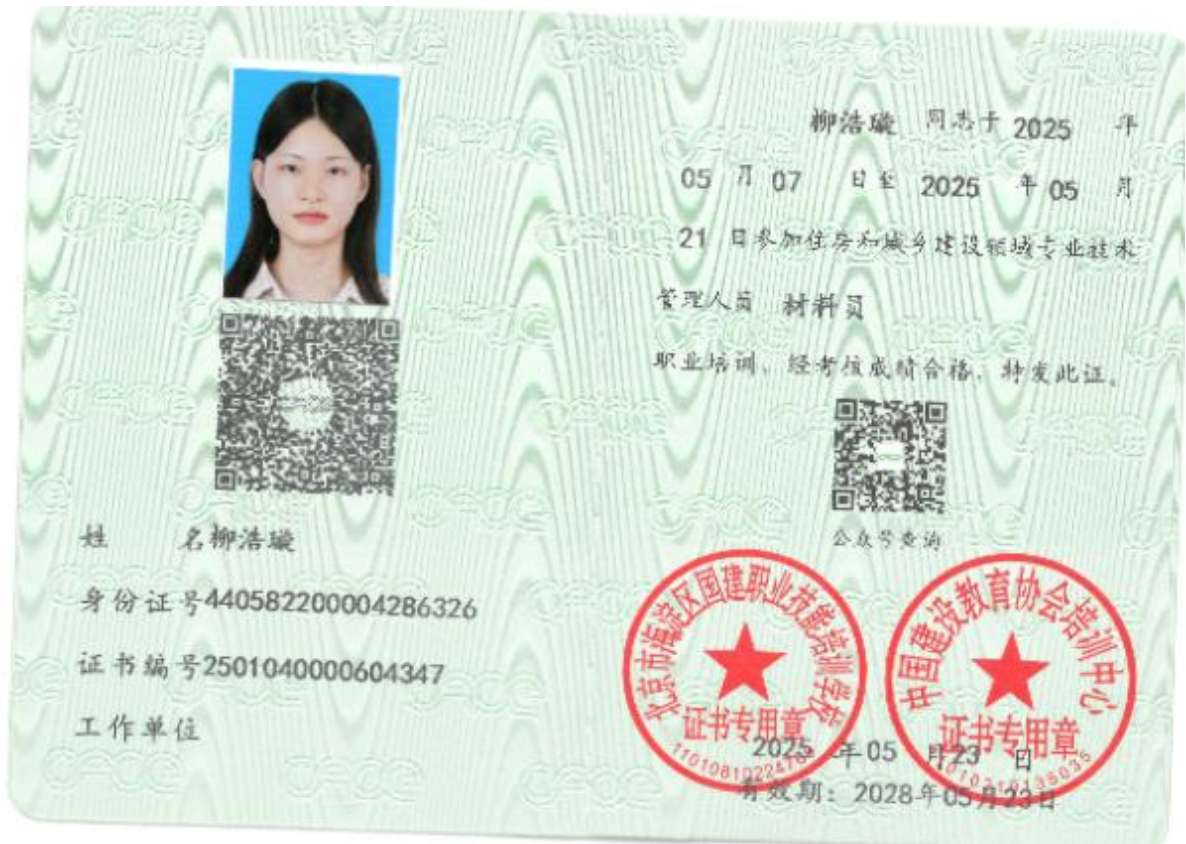 柳浩璇 同志于 2025 年
05 月 07 日至 2025 年 05 月
21 日参加住房和城乡建设领域专业技术
管理人员 材料员
职业培训，经考核成绩合格，特发此证。
公众号查询
姓 名柳浩璇
身份证号440582200004286326
证书编号2501040000604347
工作单位
北京市海淀区国建职业技能培训学校
证书专用章
中国建设教育协会培训中心
证书专用章
2025 年 05 月 23 日
有效期：2028年05月23日